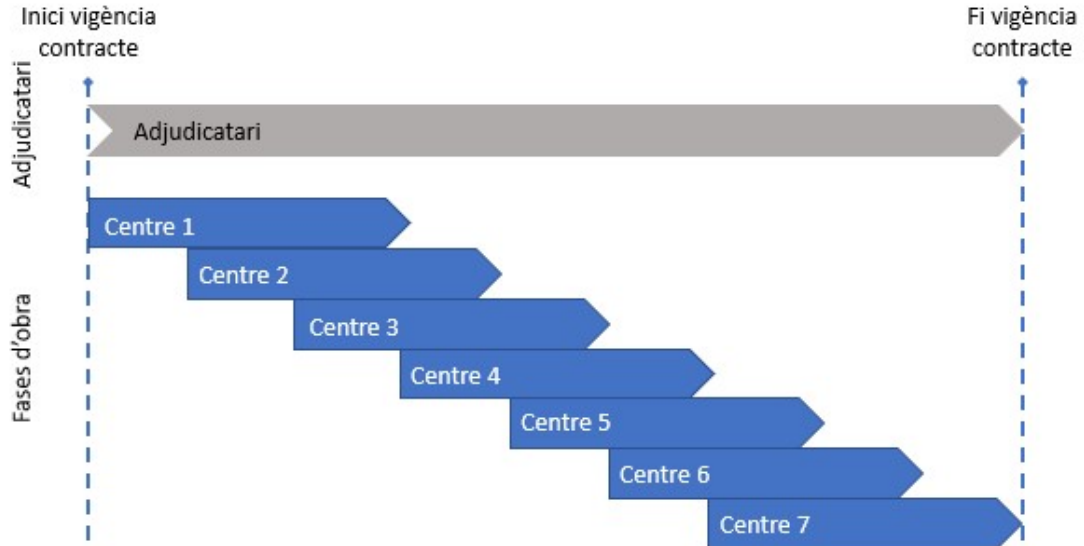 Inici vigència
contracte
Fi vigència
contracte
Adjudicatari
Adjudicatari
Centre 1
Centre 2
Centre 3
Centre 4
Centre 5
Centre 6
Centre 7
Fases d'obra